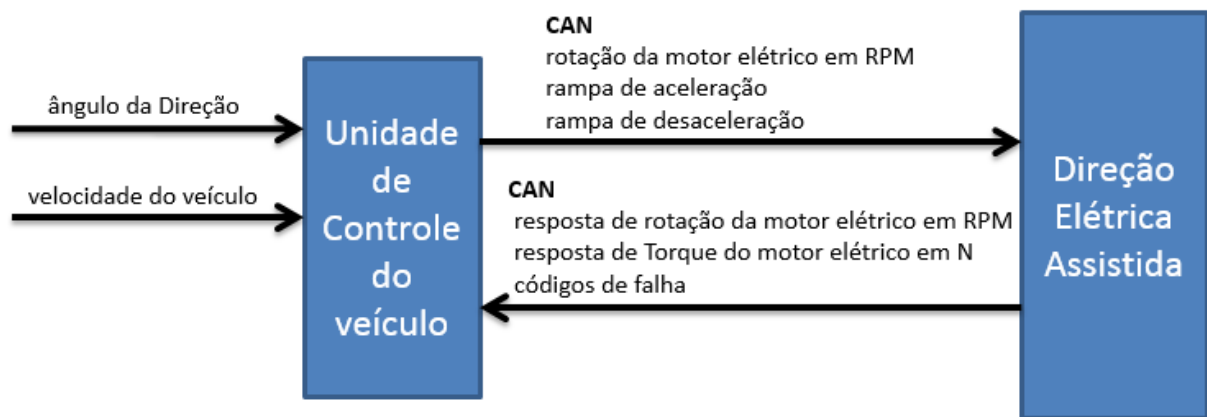 ângulo da Direção
velocidade do veículo
Unidade
de
Controle
do
veículo
CAN
rotação da motor elétrico em RPM
rampa de aceleração
rampa de desaceleração
CAN
resposta de rotação da motor elétrico em RPM
resposta de Torque do motor elétrico em N
códigos de falha
Direção
Elétrica
Assistida